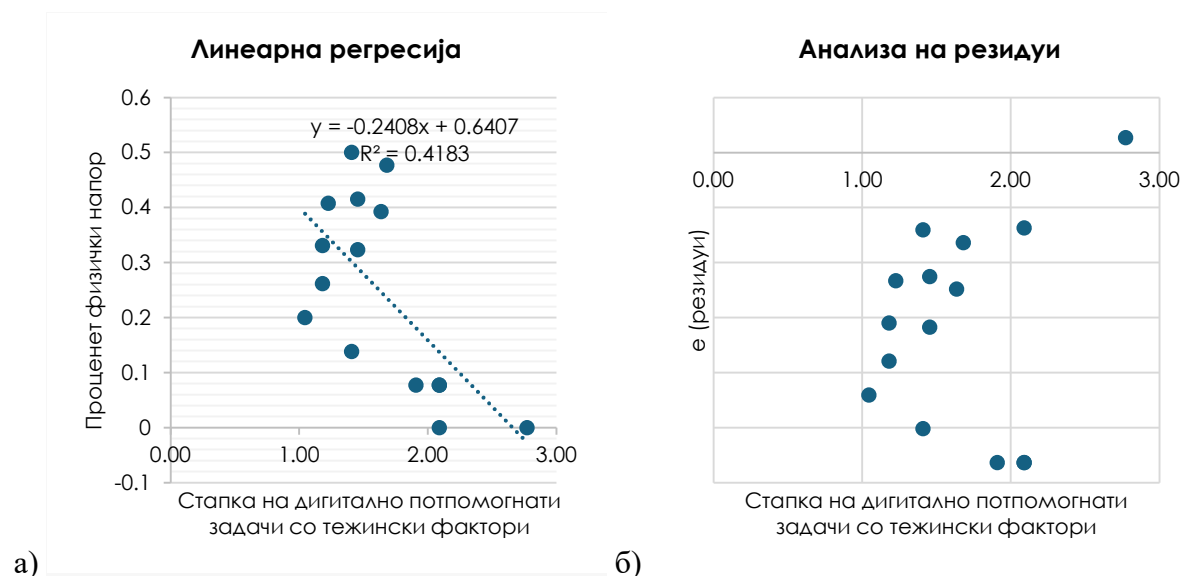 Линеарна регресија
0.6
0.5
0.4
0.3
0.2
0.1
0
-0.1
y = -0.2408x + 0.6407
R² = 0.4183
0.00 1.00 2.00 3.00
Проценет физички напор
Стапка на дигитално потпомогнати
задачи со тежински фактори
а)
Анализа на резидуи
0.00 1.00 2.00 3.00
е (резидуи)
Стапка на дигитално потпомогнати
задачи со тежински фактори
б)